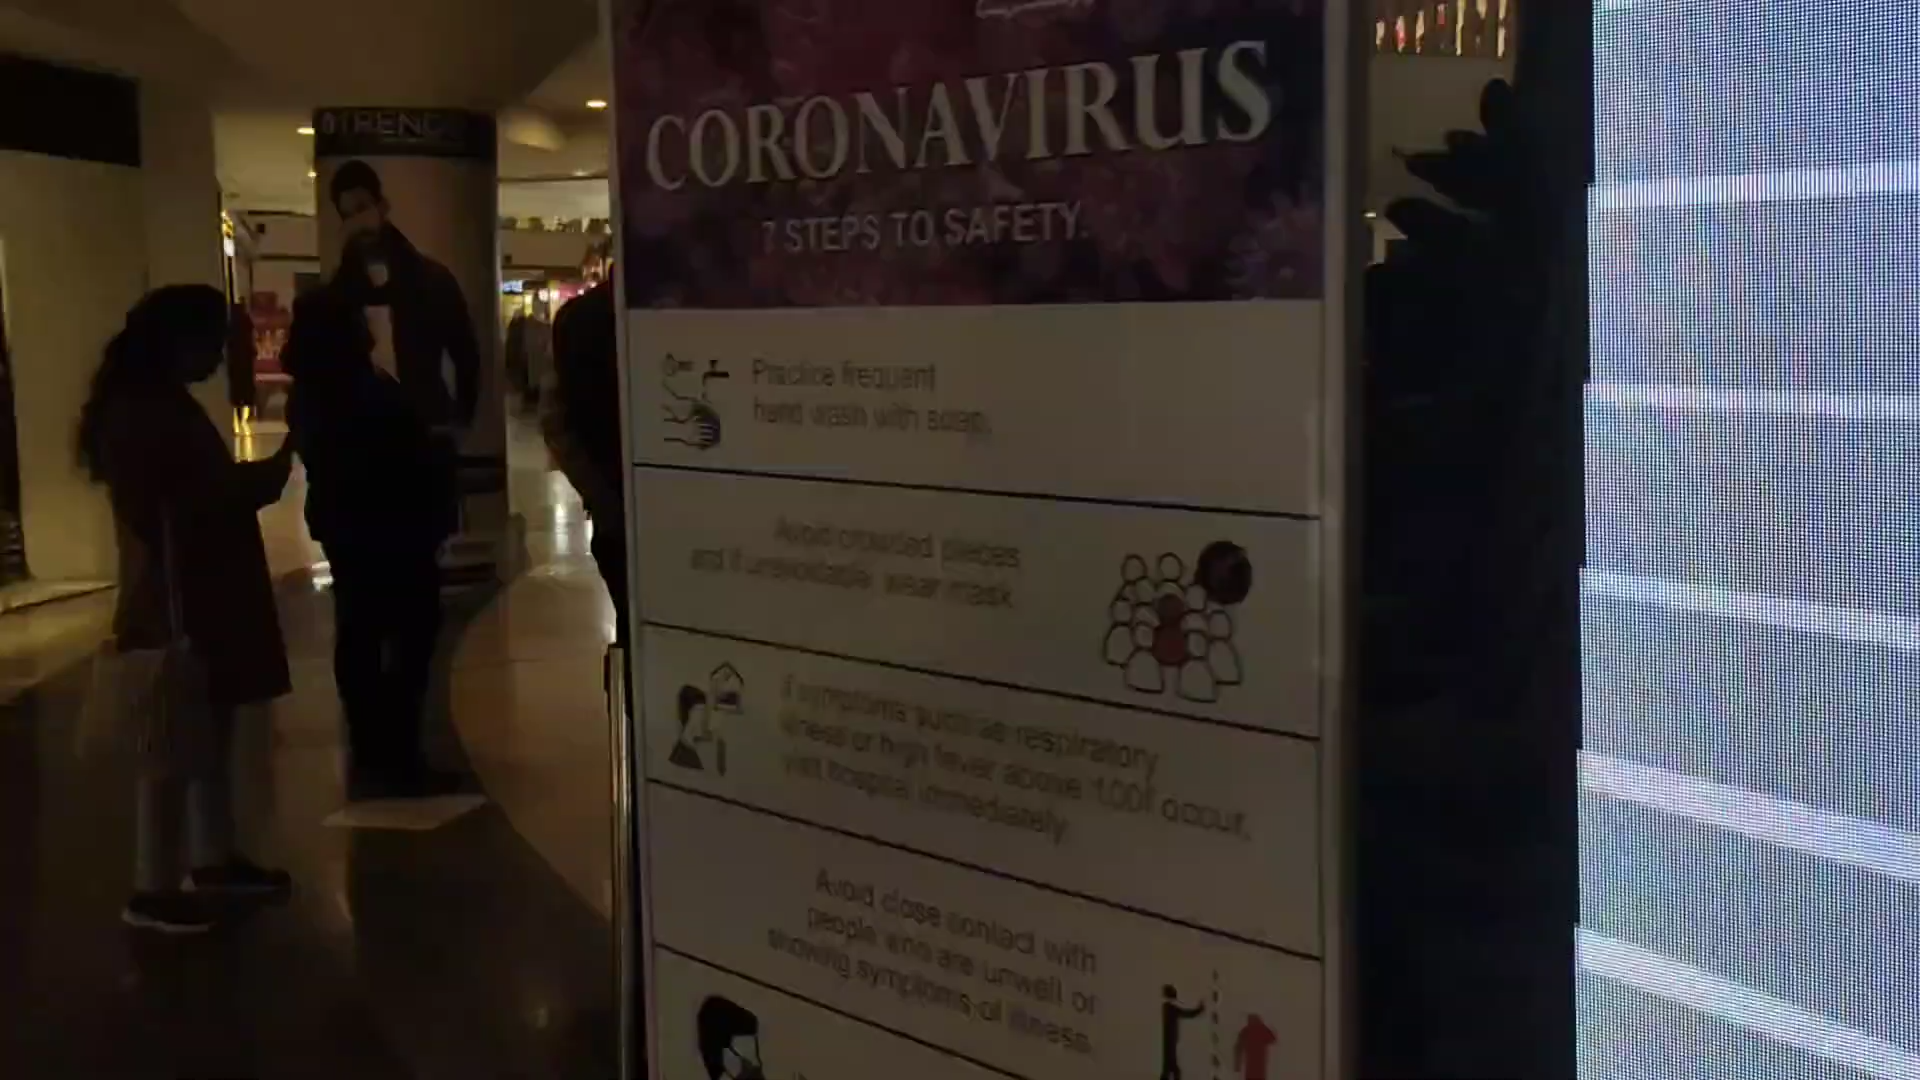 CORONAVIRUS
7 STEPS TO SAFETY.
Practice frequent
hand wash with soap.
Avoid crowded places
and if unavoidable, wear mask
If symptoms such as respiratory
illness or high fever above 100f occur,
visit hospital immediately.
Avoid close contact with
people who are unwell or
showing symptoms of illness.
TRENDS